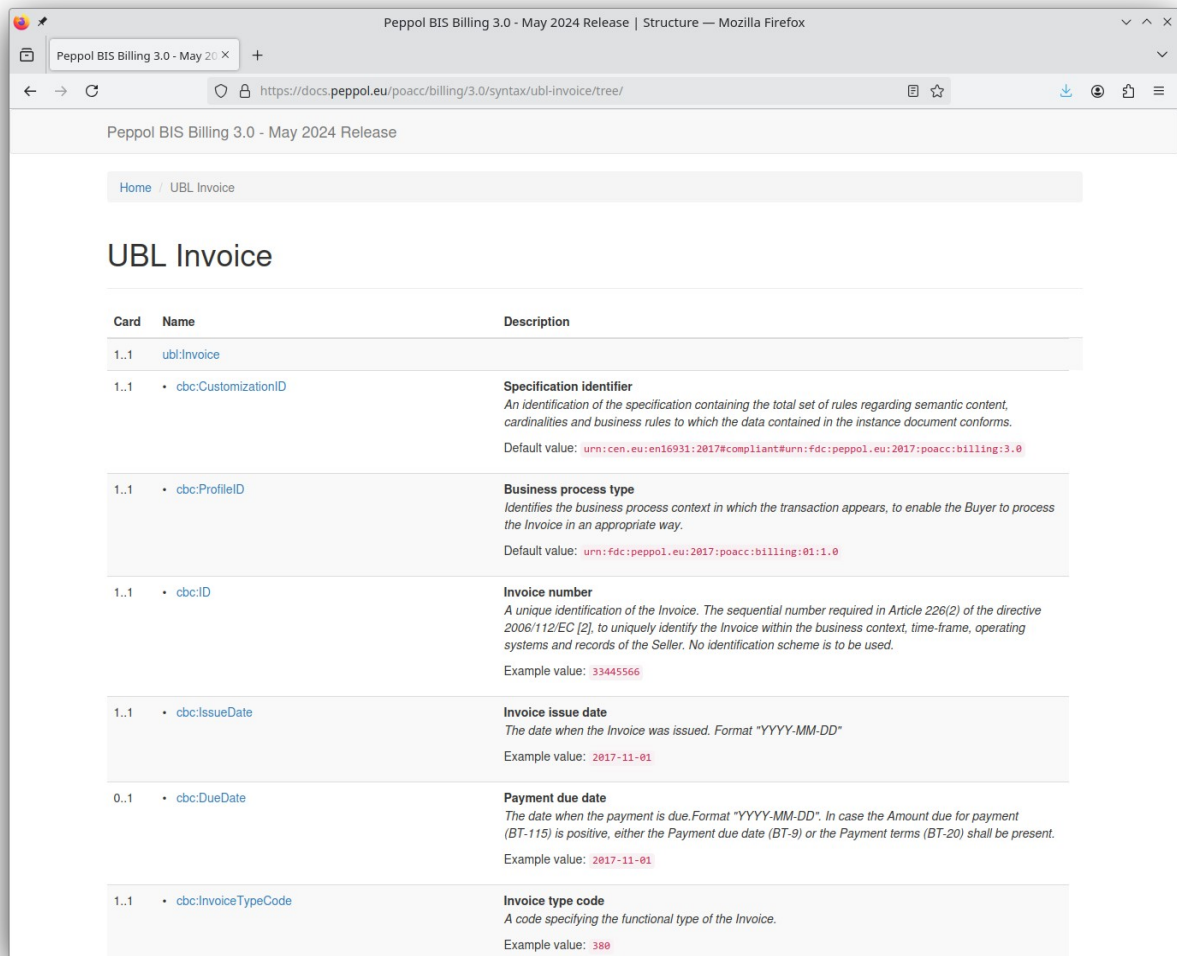 Peppol BIS Billing 3.0 - May 2024 Release | Structure — Mozilla Firefox
Peppol BIS Billing 3.0 - May 20
https://docs.peppol.eu/poacc/billing/3.0/syntax/ubl-invoice/tree/
Peppol BIS Billing 3.0 - May 2024 Release
Home / UBL Invoice
UBL Invoice
Card Name Description
1..1 ubl:Invoice
1..1 • cbc:CustomizationID Specification identifier
An identification of the specification containing the total set of rules regarding semantic content,
cardinalities and business rules to which the data contained in the instance document conforms.
Default value: urn:cen.eu:en16931:2017#compliant#urn:fdc:peppol.eu:2017:poacc:billing:3.0
1..1 • cbc:ProfileID Business process type
Identifies the business process context in which the transaction appears, to enable the Buyer to process
the Invoice in an appropriate way.
Default value: urn:fdc:peppol.eu:2017:poacc:billing:01:1.0
1..1 • cbc:ID Invoice number
A unique identification of the Invoice. The sequential number required in Article 226(2) of the directive
2006/112/EC [2], to uniquely identify the Invoice within the business context, time-frame, operating
systems and records of the Seller. No identification scheme is to be used.
Example value: 33445566
1..1 • cbc:IssueDate Invoice issue date
The date when the Invoice was issued. Format "YYYY-MM-DD"
Example value: 2017-11-01
0..1 • cbc:DueDate Payment due date
The date when the payment is due.Format "YYYY-MM-DD". In case the Amount due for payment
(BT-115) is positive, either the Payment due date (BT-9) or the Payment terms (BT-20) shall be present.
Example value: 2017-11-01
1..1 • cbc:InvoiceTypeCode Invoice type code
A code specifying the functional type of the Invoice.
Example value: 380